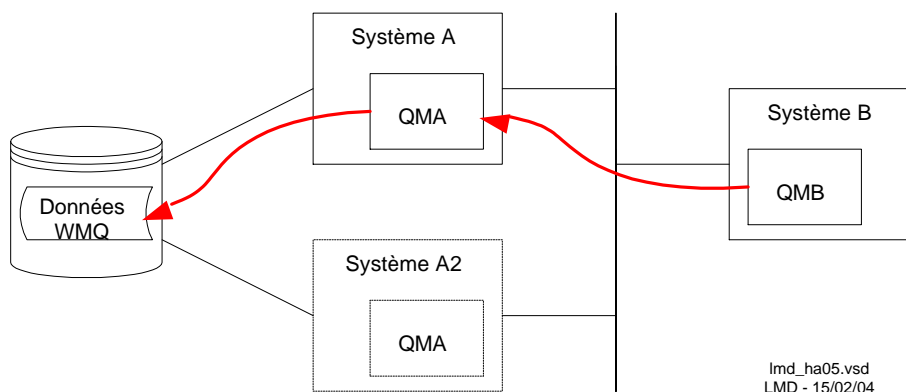 Système A
QMA
Système B
QMB
Données
WMQ
Système A2
QMA
lmd_ha05.vsd
LMD - 15/02/04